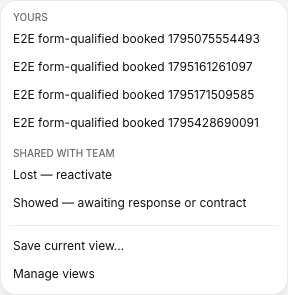 YOURS
E2E form-qualified booked 1795075554493
E2E form-qualified booked 1795161261097
E2E form-qualified booked 1795171509585
E2E form-qualified booked 1795428690091
SHARED WITH TEAM
Lost — reactivate
Showed — awaiting response or contract
Save current view...
Manage views